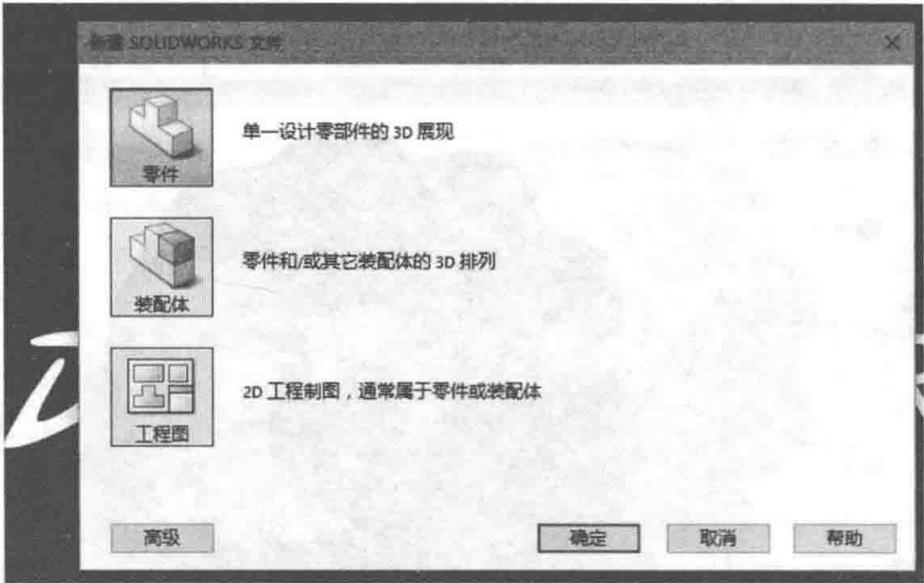 新建 SOLIDWORKS 文件
单一设计零部件的 3D 展现
零件
零件和/或其它装配体的 3D 排列
装配体
2D 工程制图，通常属于零件或装配体
工程图
高级
确定
取消
帮助